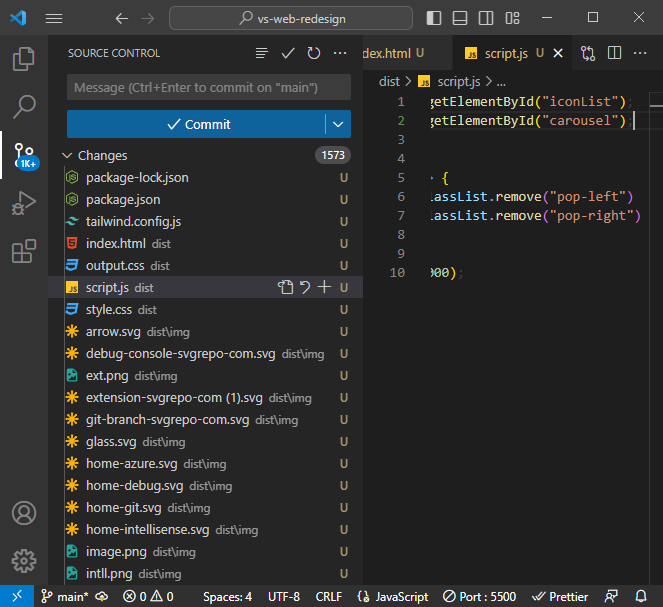 vs-web-redesign
SOURCE CONTROL
Message (Ctrl+Enter to commit on "main")
Commit
Changes 1573
package-lock.json U
package.json U
tailwind.config.js U
index.html dist U
output.css dist U
script.js dist U
style.css dist U
arrow.svg dist\img U
debug-console-svgrepo-com.svg dist\img U
ext.png dist\img U
extension-svgrepo-com (1).svg dist\img U
git-branch-svgrepo-com.svg dist\img U
glass.svg dist\img U
home-azure.svg dist\img U
home-debug.svg dist\img U
home-git.svg dist\img U
home-intellisense.svg dist\img U
image.png dist\img U
intll.png dist\img U
1K+
dex.html U
JS script.js U
dist > JS script.js > ...
1 getElementById("iconList");
2 getElementById("carousel");
3
4
5 > {
6 lassList.remove("pop-left")
7 lassList.remove("pop-right")
8
9
10 000);
main* 0 0 Spaces: 4 UTF-8 CRLF {} JavaScript Port : 5500 Prettier